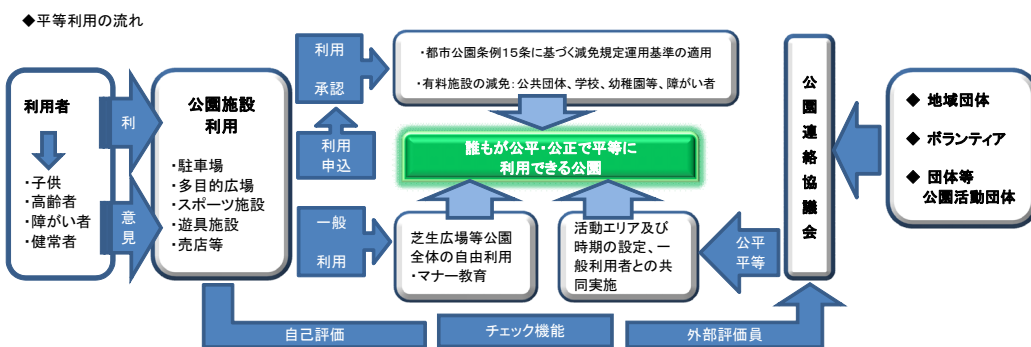 ◆平等利用の流れ
利用者
・子供
・高齢者
・障がい者
・健常者
利
意見
公園施設
利用
・駐車場
・多目的広場
・スポーツ施設
・遊具施設
・売店等
利用
承認
利用
申込
一般
利用
・都市公園条例15条に基づく減免規定運用基準の適用
・有料施設の減免：公共団体、学校、幼稚園等、障がい者
誰もが公平・公正で平等に
利用できる公園
芝生広場等公園
全体の自由利用
・マナー教育
活動エリア及び
時期の設定、一
般利用者との共
同実施
公平
平等
公園連絡協議会
◆ 地域団体
◆ ボランティア
◆ 団体等
公園活動団体
自己評価
チェック機能
外部評価員